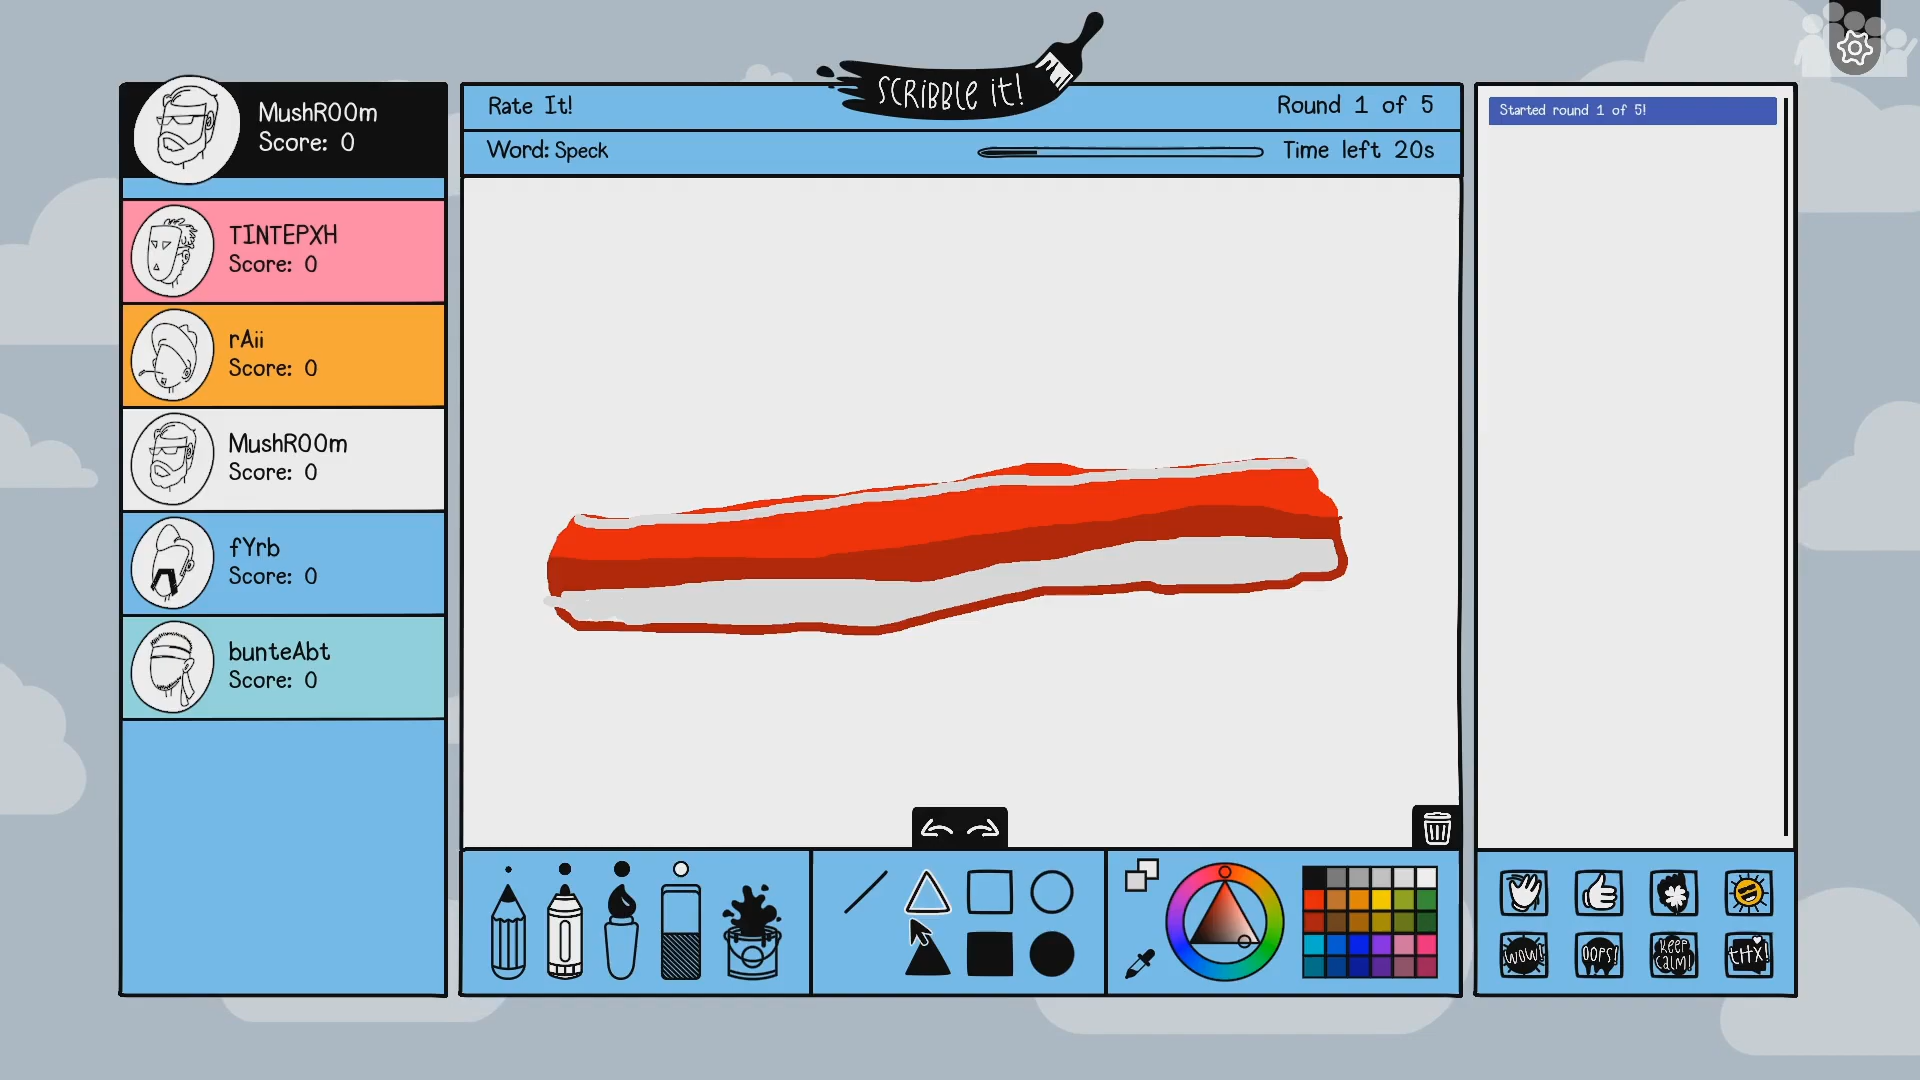 SCRIBBLE IT!
MushR00m
Score: 0
TINTEPXH
Score: 0
rAii
Score: 0
MushR00m
Score: 0
fYrb
Score: 0
bunteAbt
Score: 0
Rate It!
Round 1 of 5
Word: Speck
Time left 20s
Started round 1 of 5!
WOW!
OOPS!
KEEP CALM!
tHX!